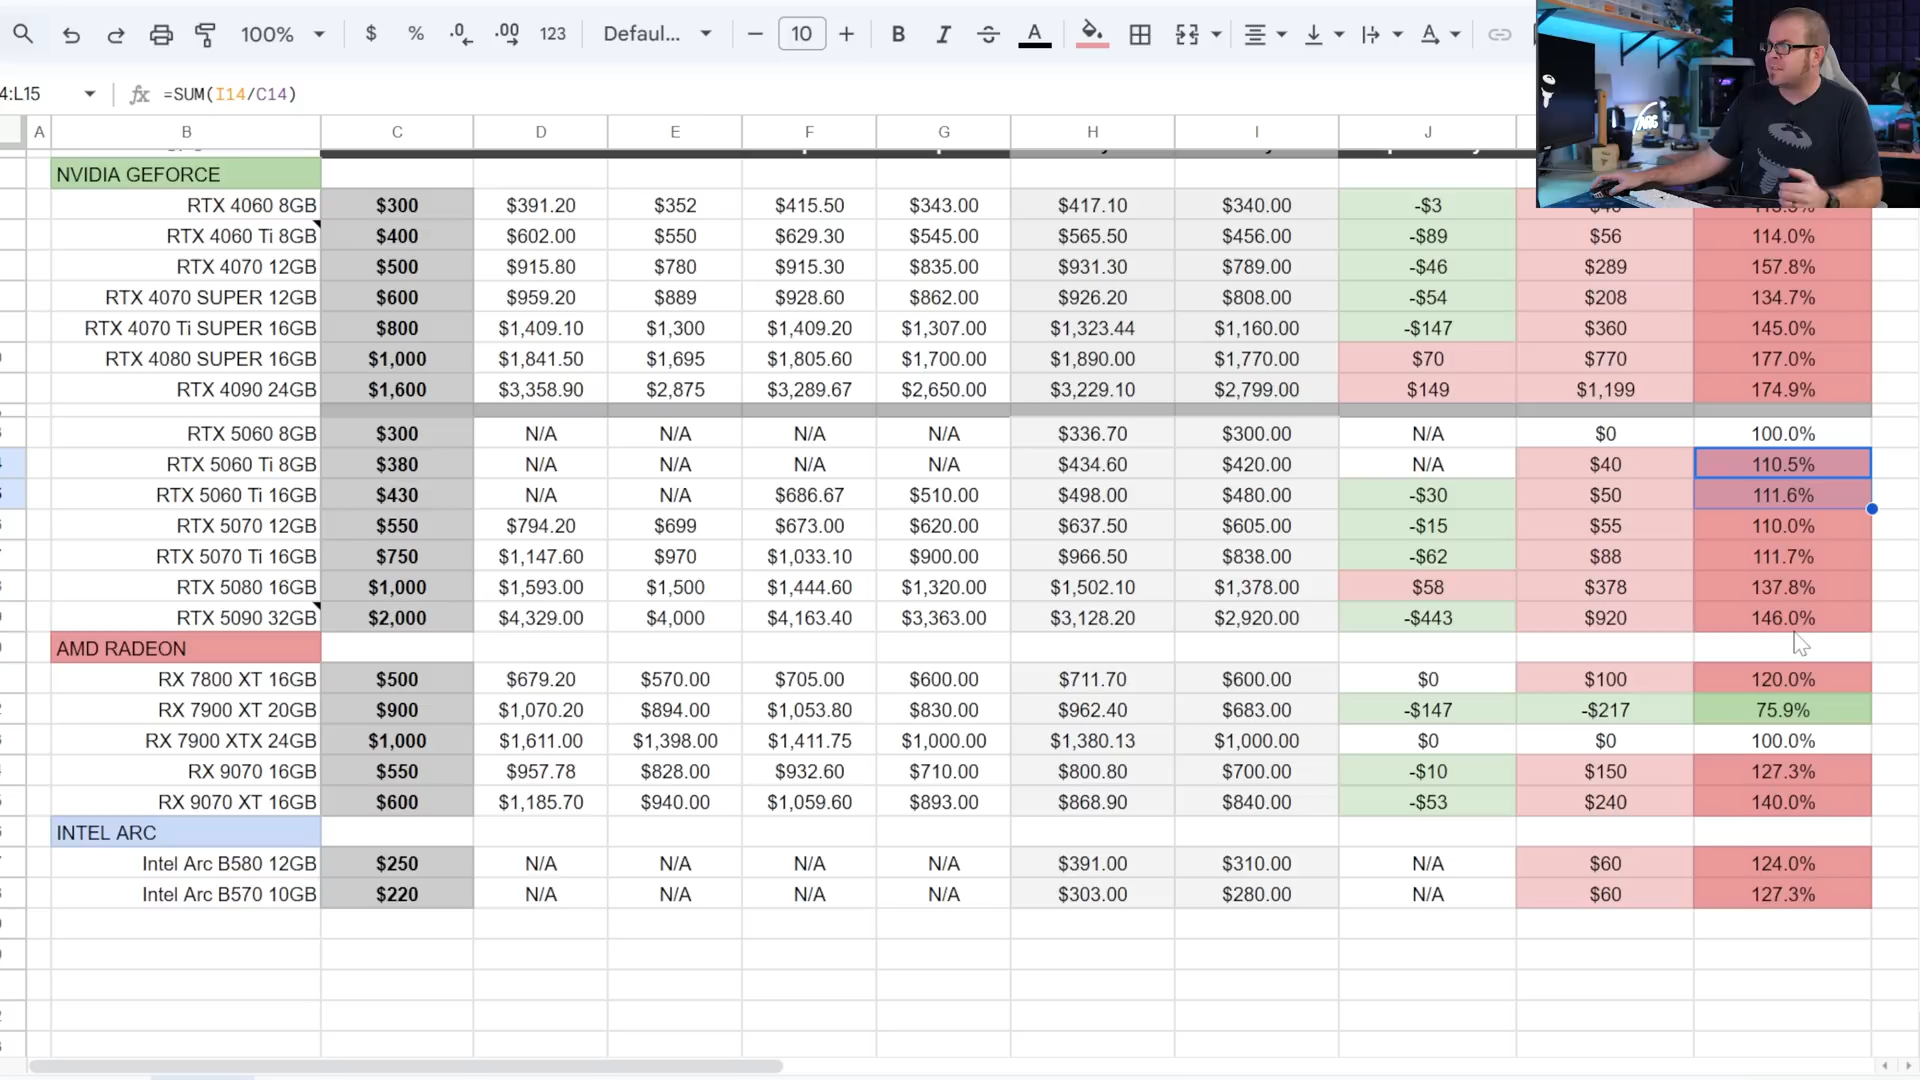 100% $ % .0 .00 123 Defaul... 10 B I A A
4:L15 fx =SUM(I14/C14)
A B C D E F G H I J
NVIDIA GEFORCE
RTX 4060 8GB $300 $391.20 $352 $415.50 $343.00 $417.10 $340.00 -$3
RTX 4060 Ti 8GB $400 $602.00 $550 $629.30 $545.00 $565.50 $456.00 -$89 $56 114.0%
RTX 4070 12GB $500 $915.80 $780 $915.30 $835.00 $931.30 $789.00 -$46 $289 157.8%
RTX 4070 SUPER 12GB $600 $959.20 $889 $928.60 $862.00 $926.20 $808.00 -$54 $208 134.7%
RTX 4070 Ti SUPER 16GB $800 $1,409.10 $1,300 $1,409.20 $1,307.00 $1,323.44 $1,160.00 -$147 $360 145.0%
RTX 4080 SUPER 16GB $1,000 $1,841.50 $1,695 $1,805.60 $1,700.00 $1,890.00 $1,770.00 $70 $770 177.0%
RTX 4090 24GB $1,600 $3,358.90 $2,875 $3,289.67 $2,650.00 $3,229.10 $2,799.00 $149 $1,199 174.9%
RTX 5060 8GB $300 N/A N/A N/A N/A $336.70 $300.00 N/A $0 100.0%
RTX 5060 Ti 8GB $380 N/A N/A N/A N/A $434.60 $420.00 N/A $40 110.5%
RTX 5060 Ti 16GB $430 N/A N/A $686.67 $510.00 $498.00 $480.00 -$30 $50 111.6%
RTX 5070 12GB $550 $794.20 $699 $673.00 $620.00 $637.50 $605.00 -$15 $55 110.0%
RTX 5070 Ti 16GB $750 $1,147.60 $970 $1,033.10 $900.00 $966.50 $838.00 -$62 $88 111.7%
RTX 5080 16GB $1,000 $1,593.00 $1,500 $1,444.60 $1,320.00 $1,502.10 $1,378.00 $58 $378 137.8%
RTX 5090 32GB $2,000 $4,329.00 $4,000 $4,163.40 $3,363.00 $3,128.20 $2,920.00 -$443 $920 146.0%
AMD RADEON
RX 7800 XT 16GB $500 $679.20 $570.00 $705.00 $600.00 $711.70 $600.00 $0 $100 120.0%
RX 7900 XT 20GB $900 $1,070.20 $894.00 $1,053.80 $830.00 $962.40 $683.00 -$147 -$217 75.9%
RX 7900 XTX 24GB $1,000 $1,611.00 $1,398.00 $1,411.75 $1,000.00 $1,380.13 $1,000.00 $0 $0 100.0%
RX 9070 16GB $550 $957.78 $828.00 $932.60 $710.00 $800.80 $700.00 -$10 $150 127.3%
RX 9070 XT 16GB $600 $1,185.70 $940.00 $1,059.60 $893.00 $868.90 $840.00 -$53 $240 140.0%
INTEL ARC
Intel Arc B580 12GB $250 N/A N/A N/A N/A $391.00 $310.00 N/A $60 124.0%
Intel Arc B570 10GB $220 N/A N/A N/A N/A $303.00 $280.00 N/A $60 127.3%